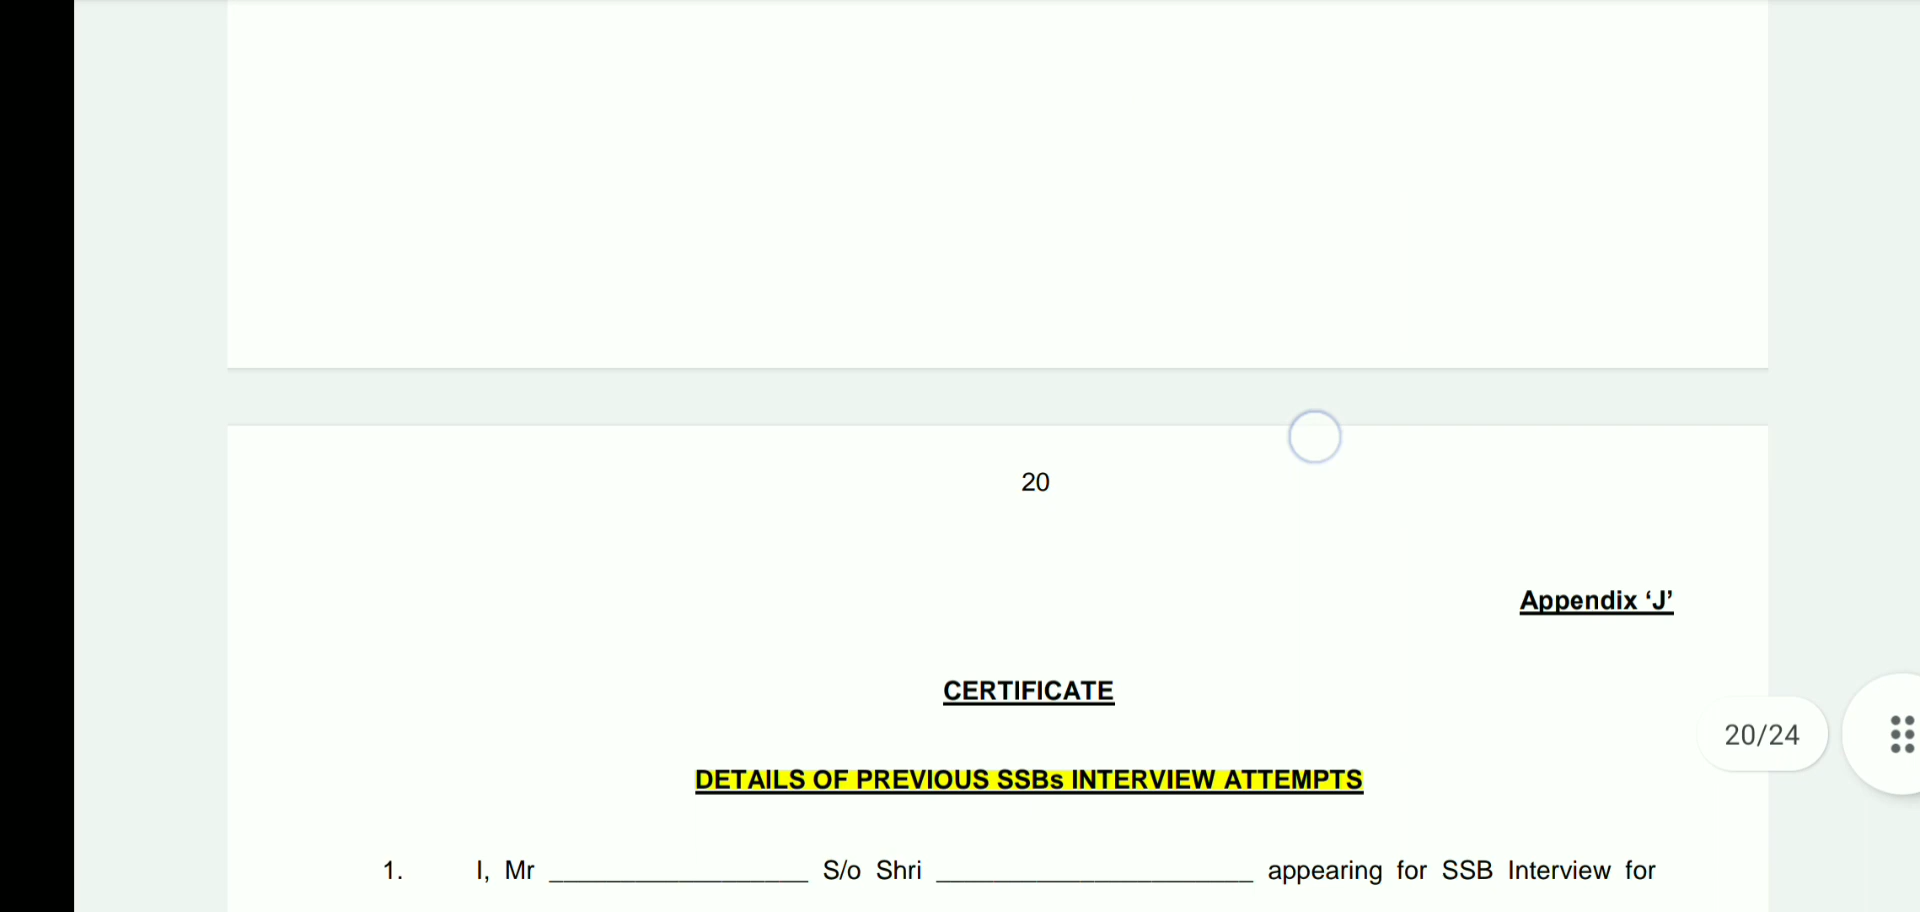 20
Appendix ‘J’
CERTIFICATE
DETAILS OF PREVIOUS SSBs INTERVIEW ATTEMPTS
20/24
1. I, Mr __________________ S/o Shri ______________________ appearing for SSB Interview for